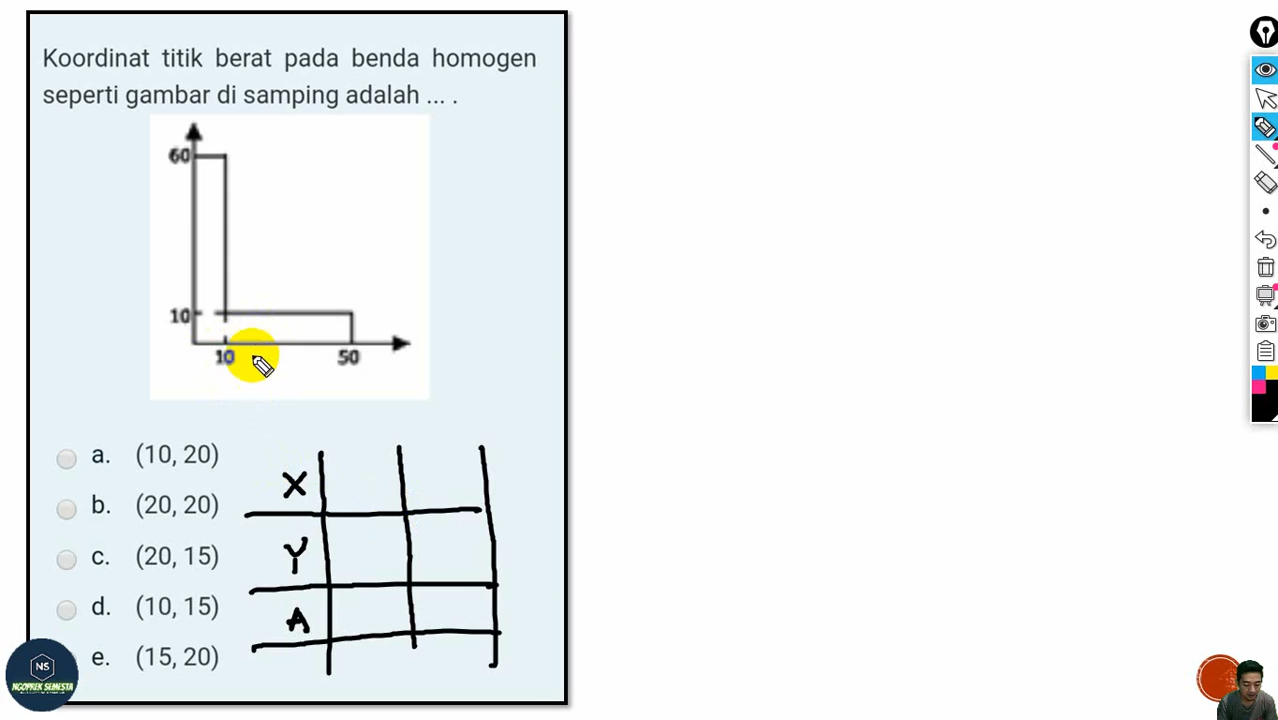 Koordinat titik berat pada benda homogen
seperti gambar di samping adalah ... .
60
10
10
50
a. (10, 20)
b. (20, 20)
c. (20, 15)
d. (10, 15)
e. (15, 20)
X
Y
A
NS
NGOPREK SEMESTA